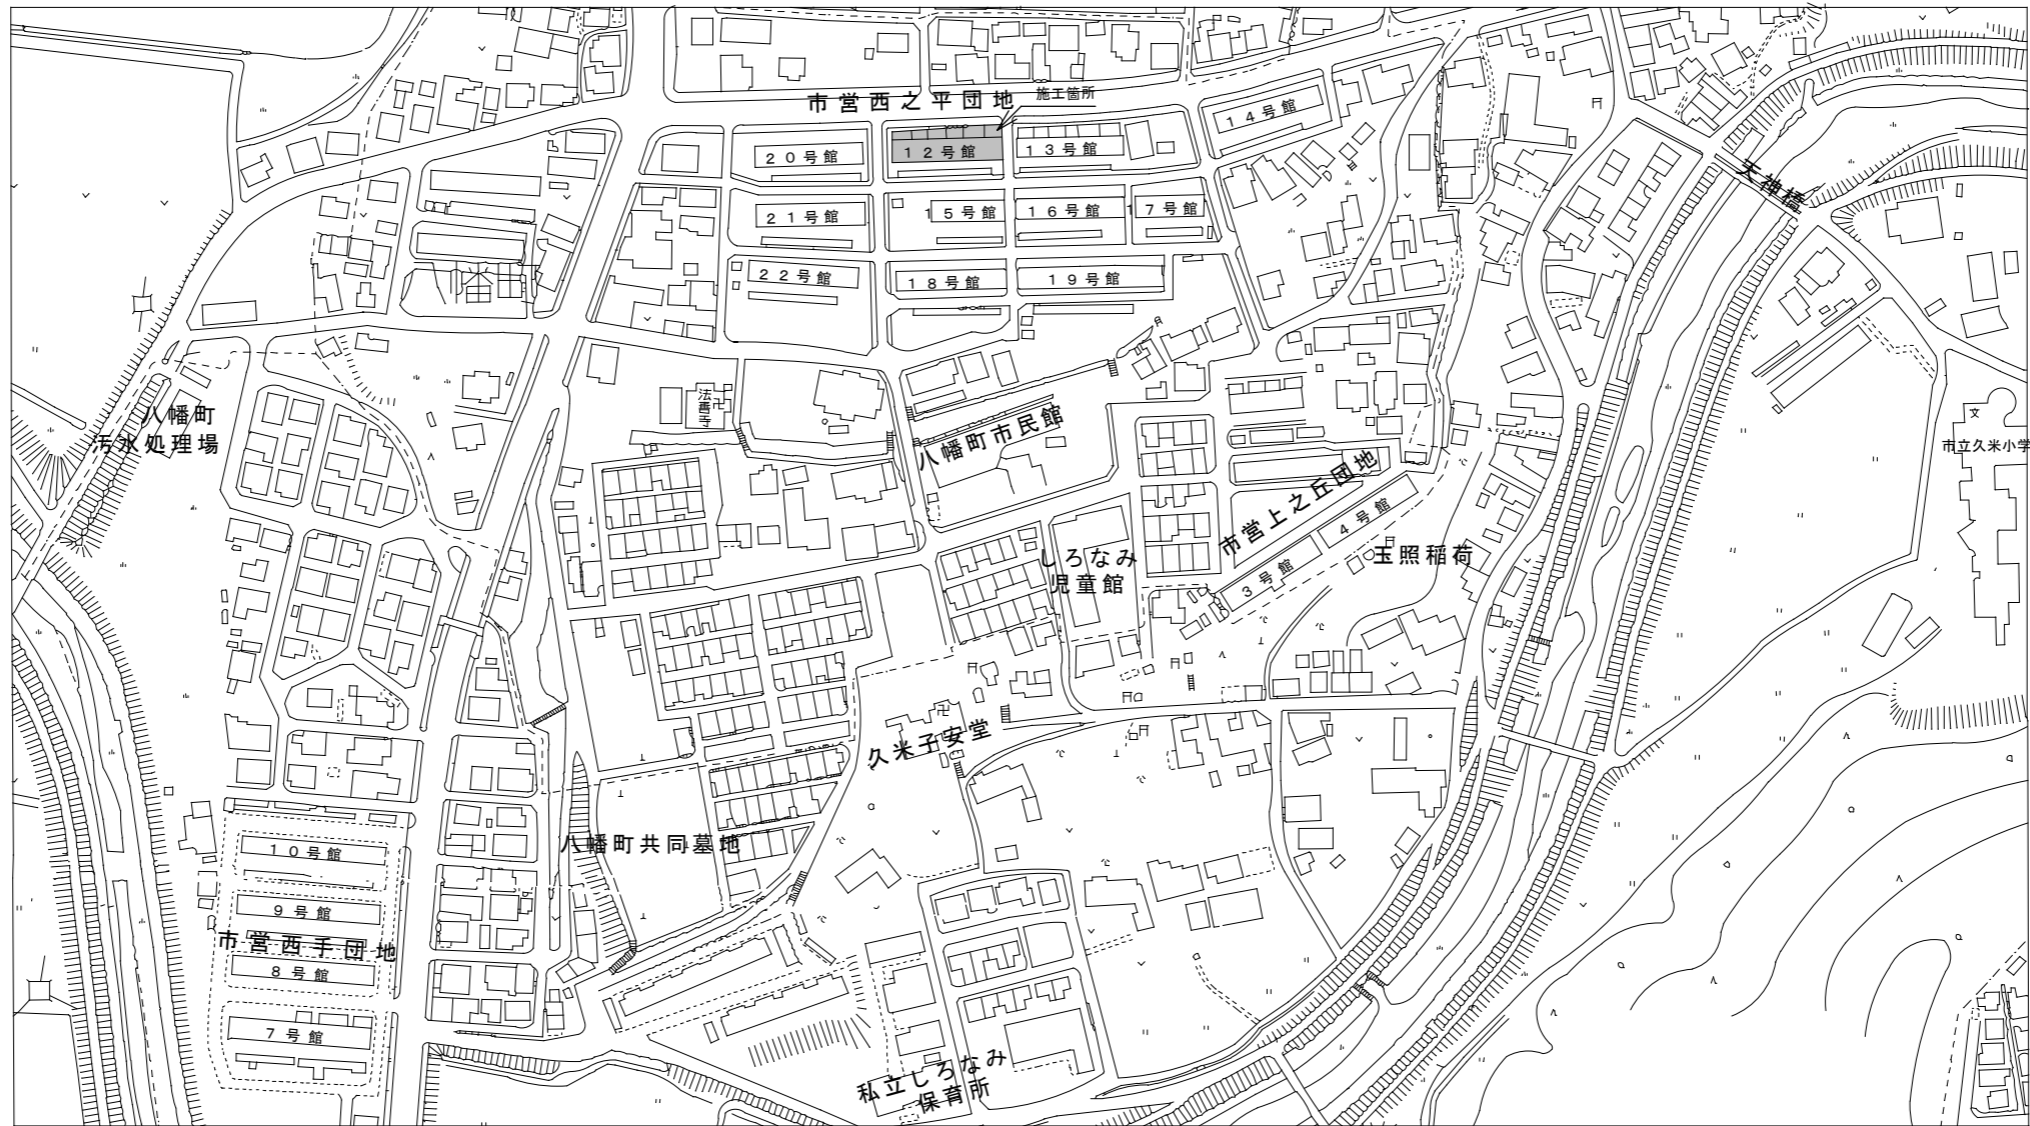 市営西之平団地
施工箇所
14号館
20号館
12号館
13号館
天神橋
21号館
15号館
16号館
17号館
22号館
18号館
19号館
法善寺
八幡町
汚水処理場
八幡町市民館
文
市立久米小学
市営上之丘団地
4号館
3号館
しろなみ
児童館
玉照稲荷
久米子安堂
八幡町共同墓地
10号館
9号館
市営西手団地
8号館
7号館
私立しろなみ
保育所